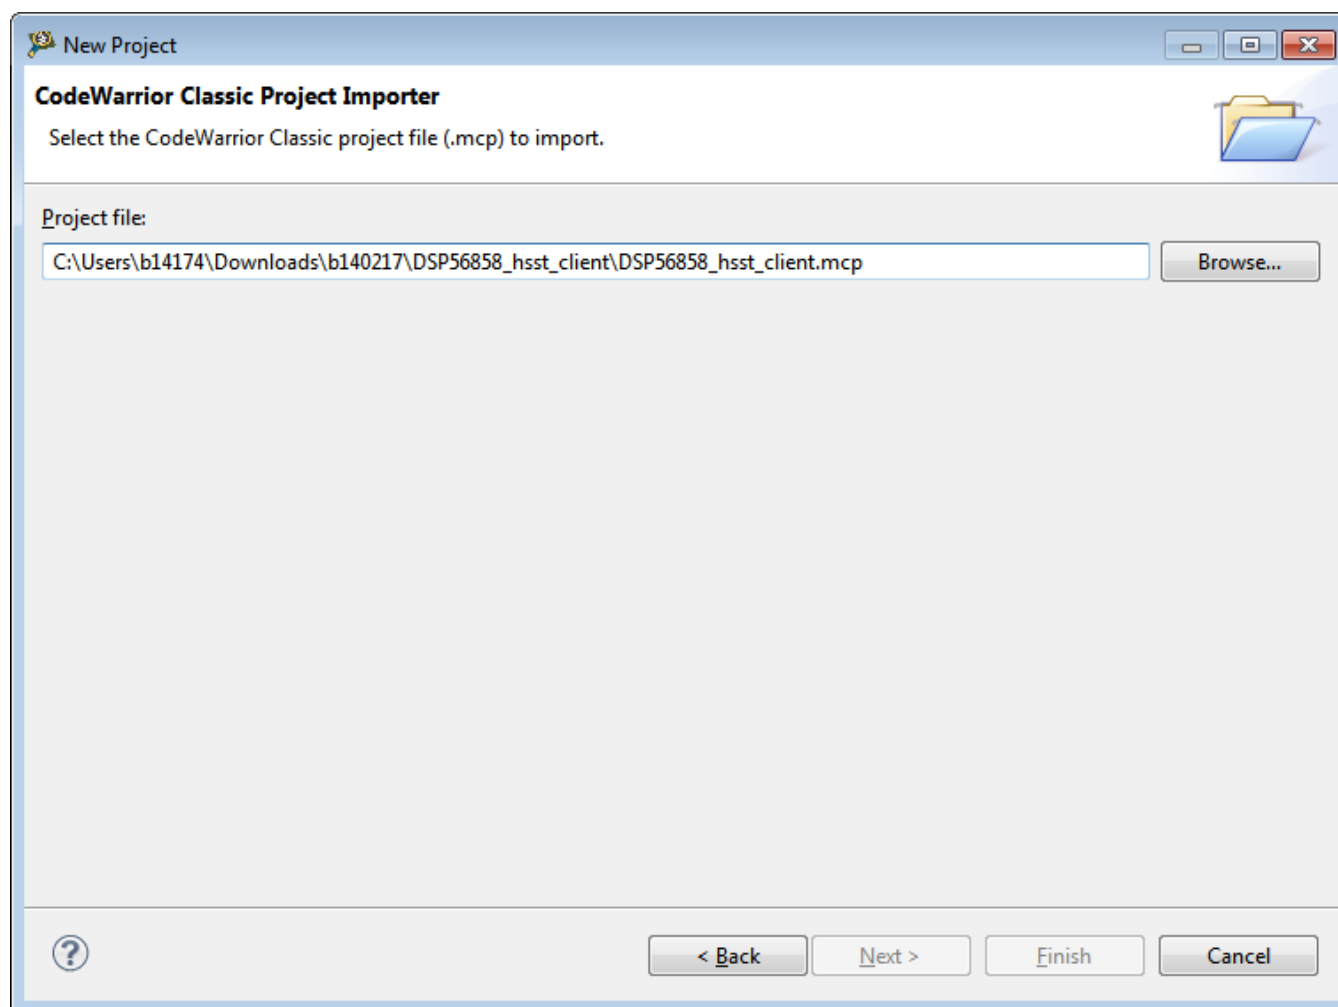 New Project
CodeWarrior Classic Project Importer
Select the CodeWarrior Classic project file (.mcp) to import.
Project file:
C:\Users\b14174\Downloads\b140217\DSP56858_hsst_client\DSP56858_hsst_client.mcp
Browse...
?
< Back Next > Finish Cancel